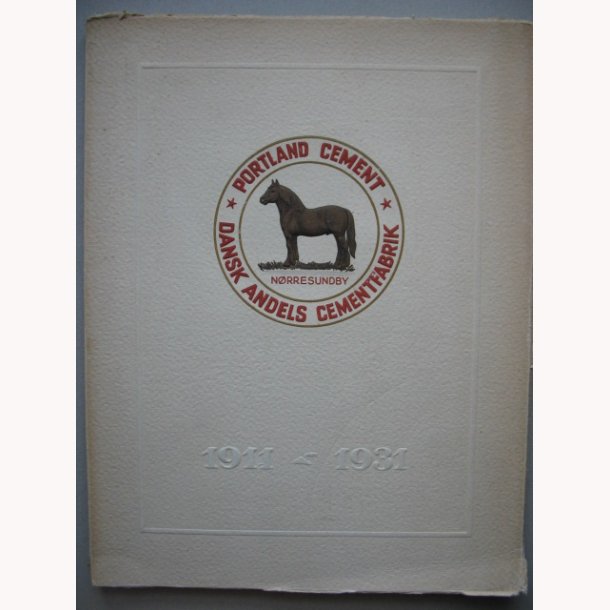 ★ PORTLAND CEMENT ★
DANSK ANDELS CEMENTFABRIK
NØRRESUNDBY
1911 - 1931